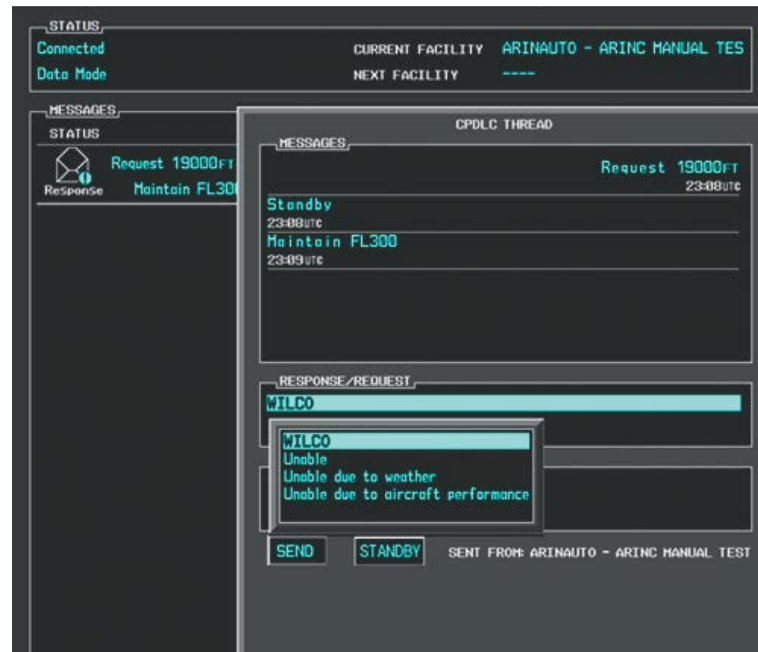 STATUS
Connected CURRENT FACILITY ARINAUTO - ARINC MANUAL TES
Data Mode NEXT FACILITY ----
MESSAGES
STATUS
Request 19000FT
Response Maintain FL300
CPDLC THREAD
MESSAGES
Request 19000FT
23:08UTC
Standby
23:08UTC
Maintain FL300
23:09UTC
RESPONSE/REQUEST
WILCO
WILCO
Unable
Unable due to weather
Unable due to aircraft performance
SEND STANDBY SENT FROM: ARINAUTO - ARINC MANUAL TEST